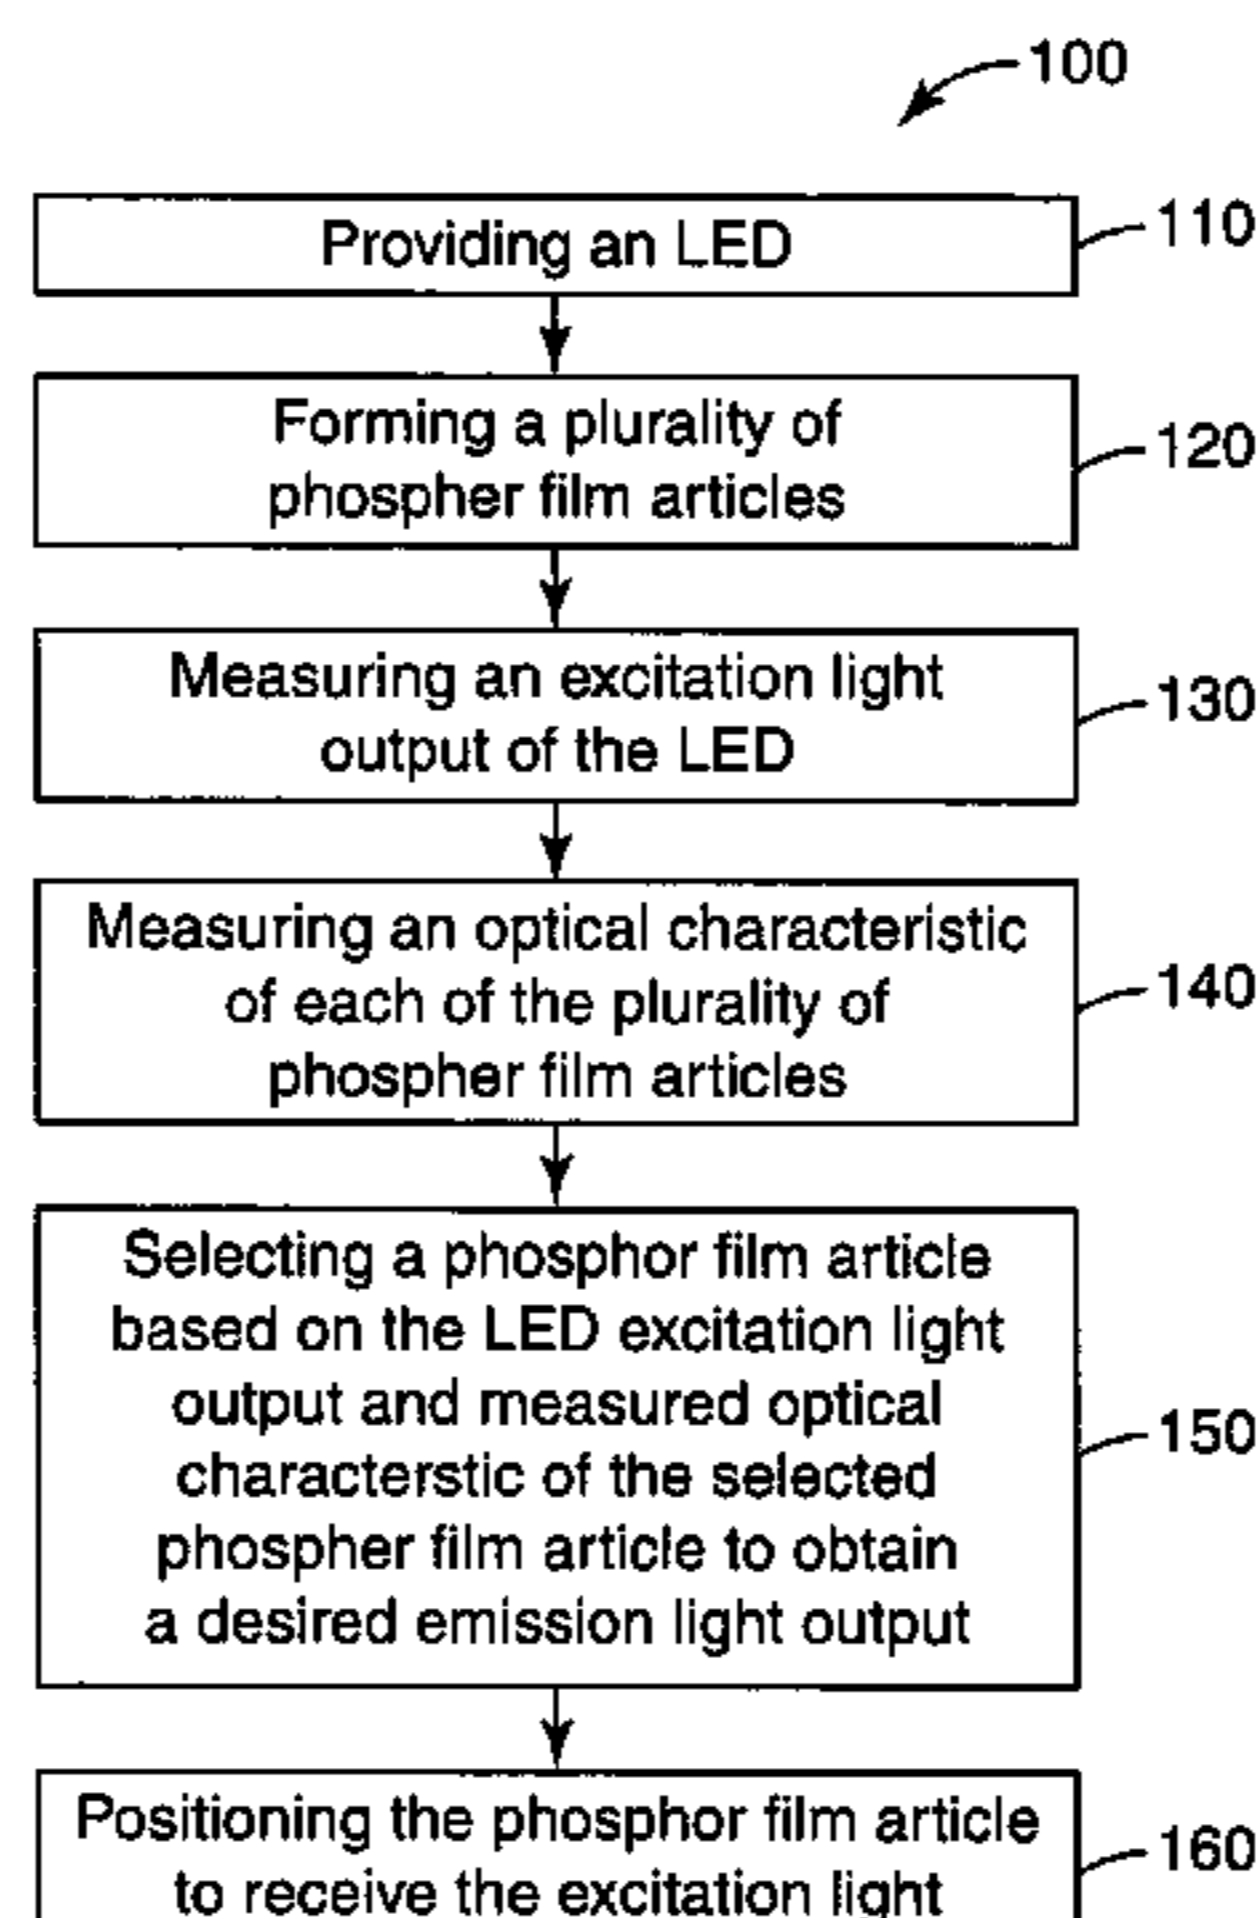 100
Providing an LED
110
Forming a plurality of
phospher film articles
120
Measuring an excitation light
output of the LED
130
Measuring an optical characteristic
of each of the plurality of
phospher film articles
140
Selecting a phosphor film article
based on the LED excitation light
output and measured optical
characterstic of the selected
phospher film article to obtain
a desired emission light output
150
Positioning the phosphor film article
to receive the excitation light
160